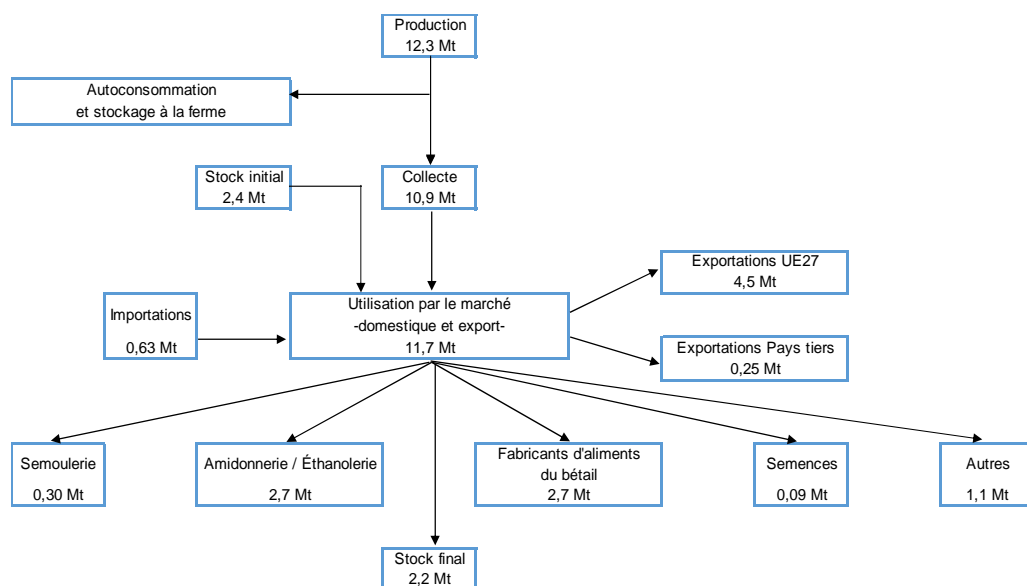 Production
12,3 Mt
Autoconsommation
et stockage à la ferme
Stock initial
2,4 Mt
Collecte
10,9 Mt
Exportations UE27
4,5 Mt
Importations
0,63 Mt
Utilisation par le marché
-domestique et export-
11,7 Mt
Exportations Pays tiers
0,25 Mt
Semoulerie
0,30 Mt
Amidonnerie / Éthanolerie
2,7 Mt
Fabricants d'aliments
du bétail
2,7 Mt
Semences
0,09 Mt
Autres
1,1 Mt
Stock final
2,2 Mt